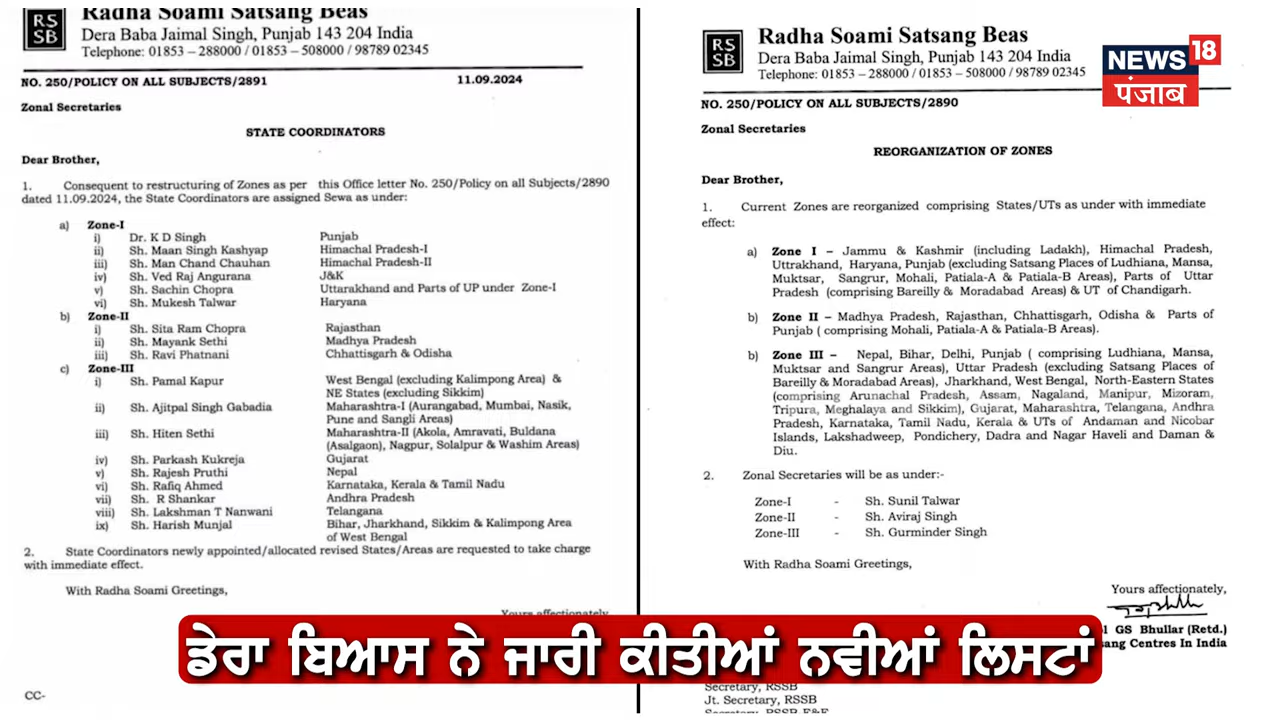 RS
SB
Radha Soami Satsang Beas
Dera Baba Jaimal Singh, Punjab 143 204 India
Telephone: 01853 – 288000 / 01853 – 508000 / 98789 02345
NO. 250/POLICY ON ALL SUBJECTS/2891 11.09.2024
Zonal Secretaries
STATE COORDINATORS
Dear Brother,
1. Consequent to restructuring of Zones as per this Office letter No. 250/Policy on all Subjects/2890
dated 11.09.2024, the State Coordinators are assigned Sewa as under:
a) Zone-I
i) Dr. K D Singh Punjab
ii) Sh. Maan Singh Kashyap Himachal Pradesh-I
iii) Sh. Man Chand Chauhan Himachal Pradesh-II
iv) Sh. Ved Raj Angurana J&K
v) Sh. Sachin Chopra Uttarakhand and Parts of UP under Zone-I
vi) Sh. Mukesh Talwar Haryana
b) Zone-II
i) Sh. Sita Ram Chopra Rajasthan
ii) Sh. Mayank Sethi Madhya Pradesh
iii) Sh. Ravi Phatnani Chhattisgarh & Odisha
c) Zone-III
i) Sh. Pamal Kapur West Bengal (excluding Kalimpong Area) &
NE States (excluding Sikkim)
ii) Sh. Ajitpal Singh Gabadia Maharashtra-I (Aurangabad, Mumbai, Nasik,
Pune and Sangli Areas)
iii) Sh. Hiten Sethi Maharashtra-II (Akola, Amravati, Buldana
(Asalgaon), Nagpur, Solalpur & Washim Areas)
iv) Sh. Parkash Kukreja Gujarat
v) Sh. Rajesh Pruthi Nepal
vi) Sh. Rafiq Ahmed Karnataka, Kerala & Tamil Nadu
vii) Sh. R Shankar Andhra Pradesh
viii) Sh. Lakshman T Nanwani Telangana
ix) Sh. Harish Munjal Bihar, Jharkhand, Sikkim & Kalimpong Area
of West Bengal
2. State Coordinators newly appointed/allocated revised States/Areas are requested to take charge
with immediate effect.
With Radha Soami Greetings,
Yours affectionately,
CC-
RS
SB
Radha Soami Satsang Beas
Dera Baba Jaimal Singh, Punjab 143 204 India
Telephone: 01853 – 288000 / 01853 – 508000 / 98789 02345
NEWS 18
पंजाब
NO. 250/POLICY ON ALL SUBJECTS/2890
Zonal Secretaries
REORGANIZATION OF ZONES
Dear Brother,
1. Current Zones are reorganized comprising States/UTs as under with immediate
effect:
a) Zone I – Jammu & Kashmir (including Ladakh), Himachal Pradesh,
Uttrakhand, Haryana, Punjab (excluding Satsang Places of Ludhiana, Mansa,
Muktsar, Sangrur, Mohali, Patiala-A & Patiala-B Areas), Parts of Uttar
Pradesh (comprising Bareilly & Moradabad Areas) & UT of Chandigarh.
b) Zone II – Madhya Pradesh, Rajasthan, Chhattisgarh, Odisha & Parts of
Punjab ( comprising Mohali, Patiala-A & Patiala-B Areas).
b) Zone III – Nepal, Bihar, Delhi, Punjab ( comprising Ludhiana, Mansa,
Muktsar and Sangrur Areas), Uttar Pradesh (excluding Satsang Places of
Bareilly & Moradabad Areas), Jharkhand, West Bengal, North-Eastern States
(comprising Arunachal Pradesh, Assam, Nagaland, Manipur, Mizoram,
Tripura, Meghalaya and Sikkim), Gujarat, Maharashtra, Telangana, Andhra
Pradesh, Karnataka, Tamil Nadu, Kerala & UTs of Andaman and Nicobar
Islands, Lakshadweep, Pondichery, Dadra and Nagar Haveli and Daman &
Diu.
2. Zonal Secretaries will be as under:-
Zone-I - Sh. Sunil Talwar
Zone-II - Sh. Aviraj Singh
Zone-III - Sh. Gurminder Singh
With Radha Soami Greetings,
Yours affectionately,
GS Bhullar (Retd.)
Centres In India
Secretary, RSSB
Jt. Secretary, RSSB
Secretary, RSSB F&F
ਡੇਰਾ ਬਿਆਸ ਨੇ ਜਾਰੀ ਕੀਤੀਆਂ ਨਵੀਆਂ ਲਿਸਟਾਂ